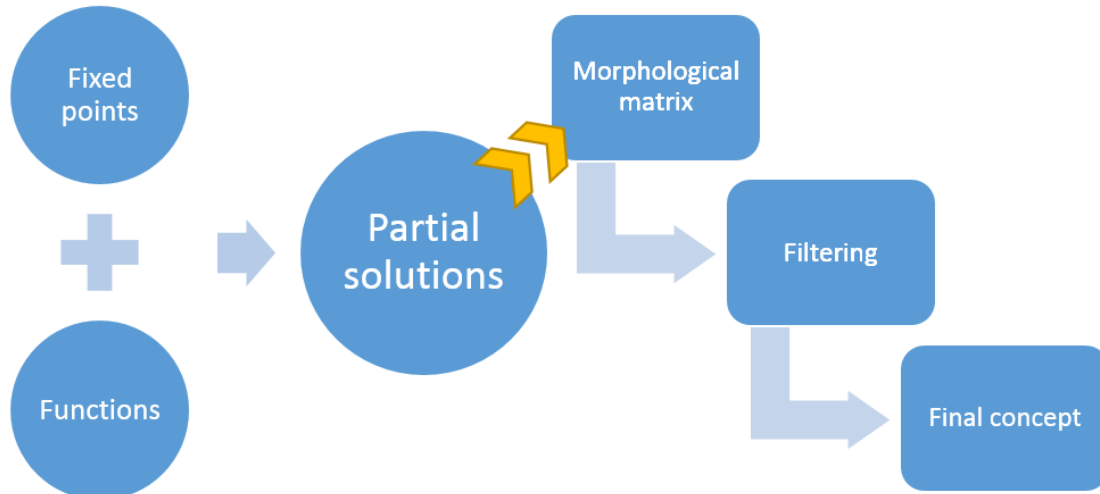 Fixed
points
Functions
Partial
solutions
Morphological
matrix
Filtering
Final concept